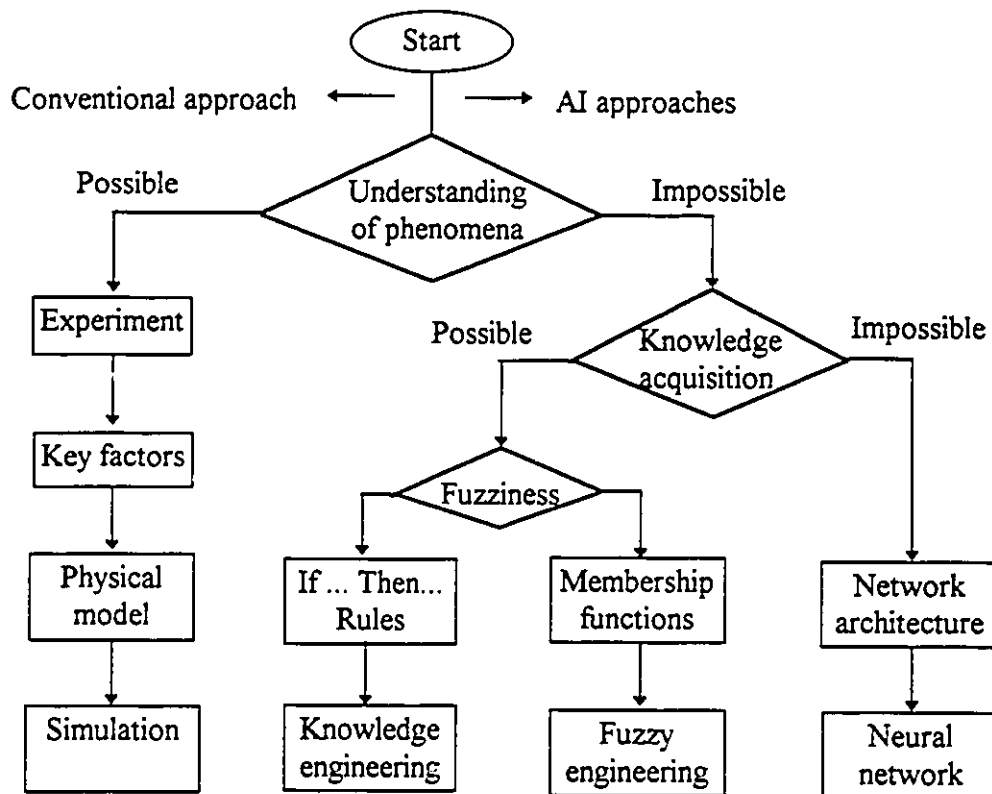 Start
Conventional approach
AI approaches
Possible
Understanding
of phenomena
Impossible
Experiment
Possible
Knowledge
acquisition
Impossible
Key factors
Fuzziness
Physical
model
If ... Then...
Rules
Membership
functions
Network
architecture
Simulation
Knowledge
engineering
Fuzzy
engineering
Neural
network